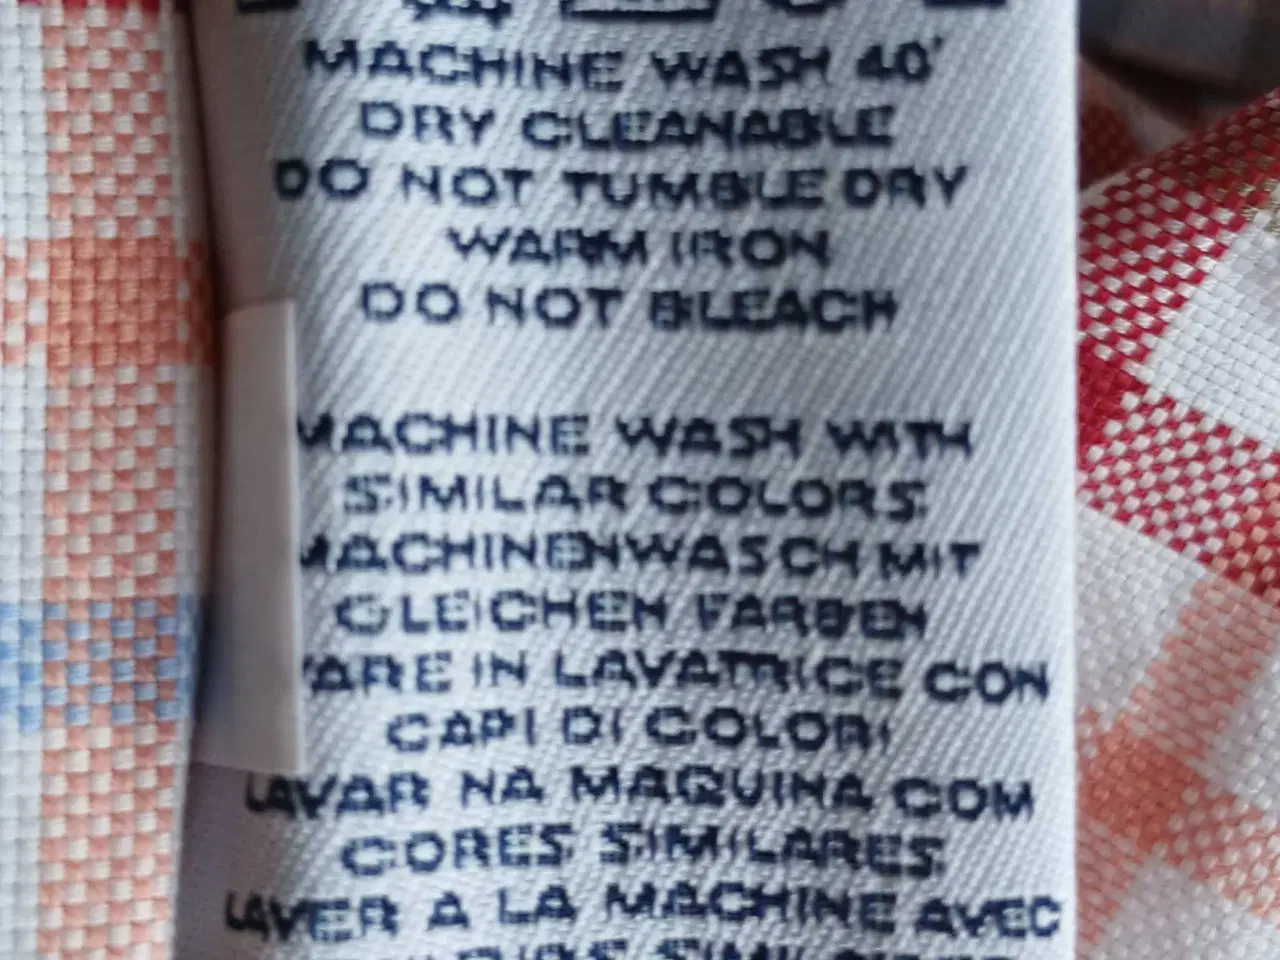 MACHINE WASH 40°
DRY CLEANABLE
DO NOT TUMBLE DRY
WARM IRON
DO NOT BLEACH
MACHINE WASH WITH
SIMILAR COLORS
MACHINENWASCH MIT
GLEICHEN FARBEN
IN LAVATRICE CON
CAPI DI COLORI
LAVAR NA MAQUINA COM
CORES SIMILARES
LAVER A LA MACHINE AVEC